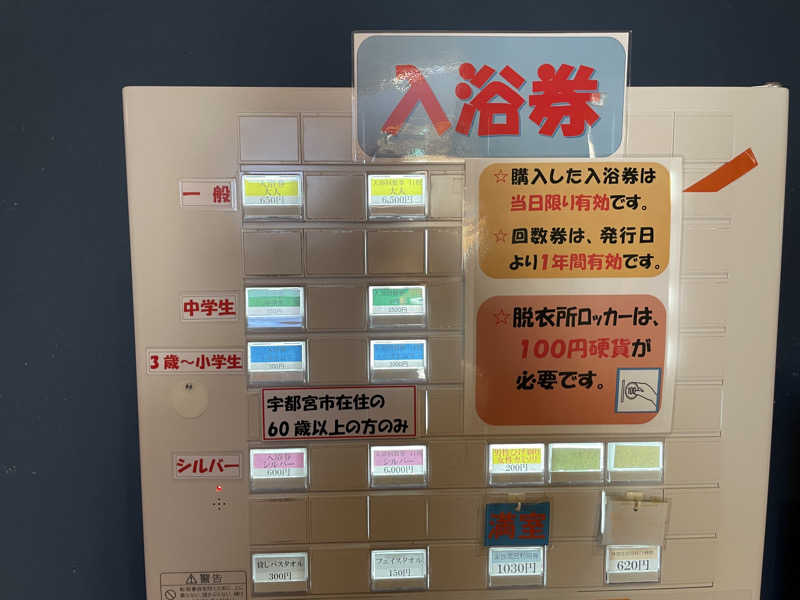 入浴券
☆購入した入浴券は
当日限り有効です。
☆回数券は、発行日
より1年間有効です。
☆脱衣所ロッカーは、
100円硬貨が
必要です。
一般
入浴券
大人
650円
大人
6,500円
中学生
3歳～小学生
宇都宮市在住の
60歳以上の方のみ
シルバー
入浴券
シルバー
600円
シルバー
6,000円
女性カミソリ
200円
満室
貸しバスタオル
300円
フェイスタオル
150円
1030円
620円
警告